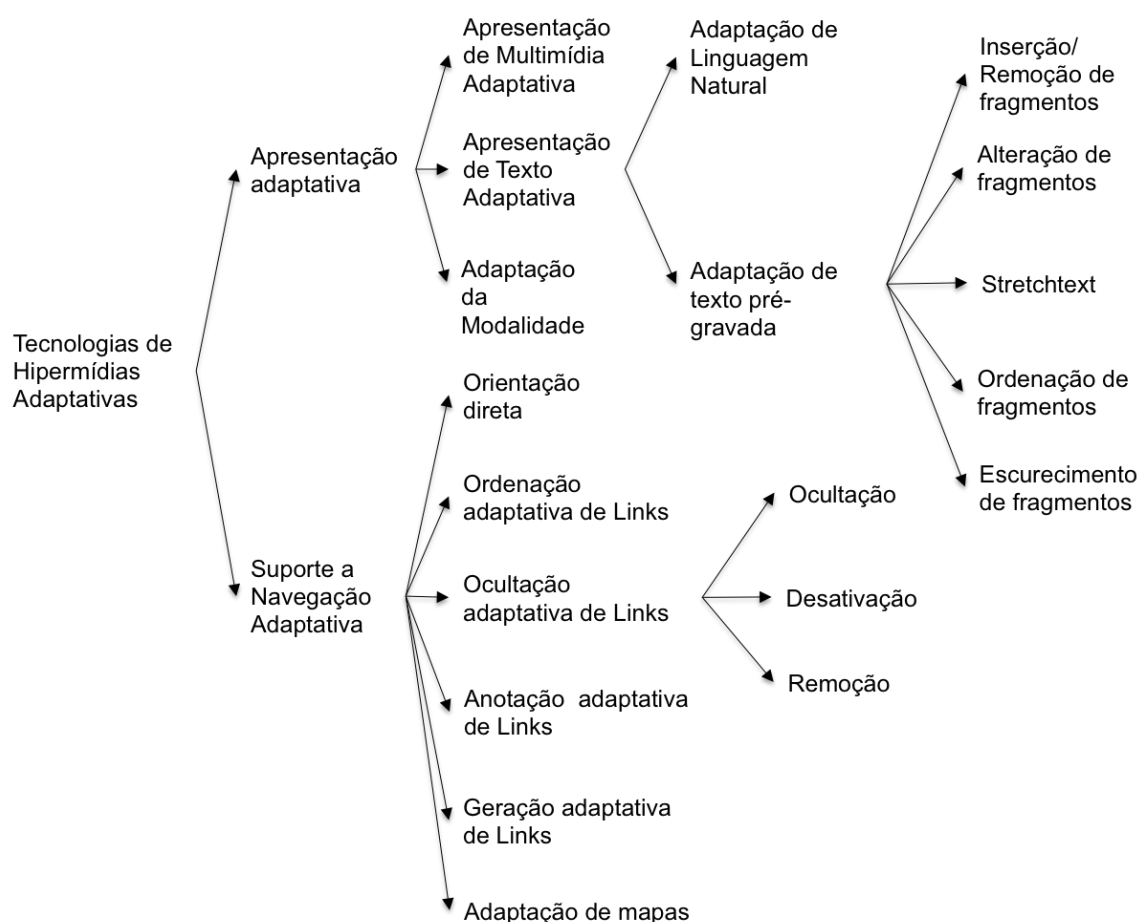 Tecnologias de
Hipermídias
Adaptativas
Apresentação
adaptativa
Apresentação
de Multimídia
Adaptativa
Apresentação
de Texto
Adaptativa
Adaptação
da
Modalidade
Adaptação de
Linguagem
Natural
Adaptação de
texto pré-
gravada
Inserção/
Remoção de
fragmentos
Alteração de
fragmentos
Stretchtext
Ordenação de
fragmentos
Escurecimento
de fragmentos
Suporte a
Navegação
Adaptativa
Orientação
direta
Ordenação
adaptativa de Links
Ocultação
adaptativa de Links
Ocultação
Desativação
Remoção
Anotação adaptativa
de Links
Geração adaptativa
de Links
Adaptação de mapas